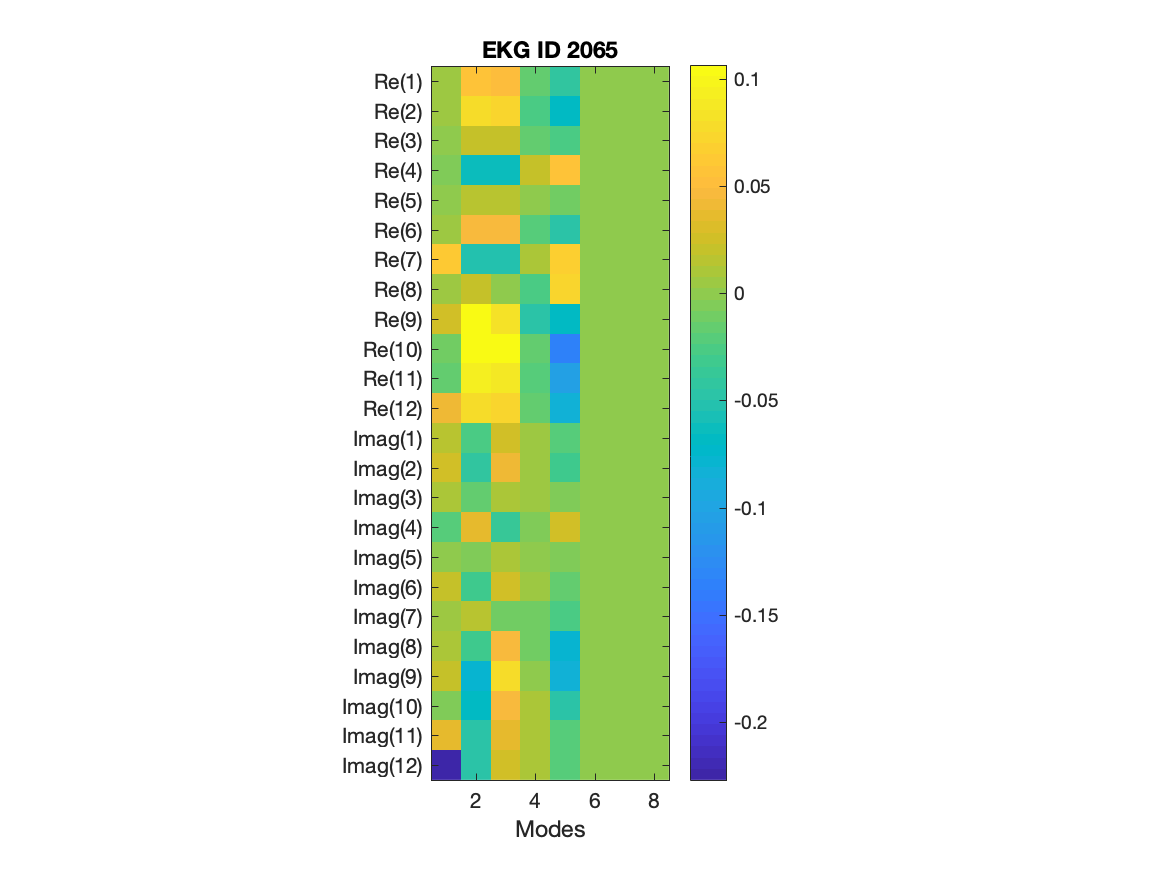 EKG ID 2065
Re(1)
Re(2)
Re(3)
Re(4)
Re(5)
Re(6)
Re(7)
Re(8)
Re(9)
Re(10)
Re(11)
Re(12)
Imag(1)
Imag(2)
Imag(3)
Imag(4)
Imag(5)
Imag(6)
Imag(7)
Imag(8)
Imag(9)
Imag(10)
Imag(11)
Imag(12)
2 4 6 8
Modes
0.1
0.05
0
-0.05
-0.1
-0.15
-0.2